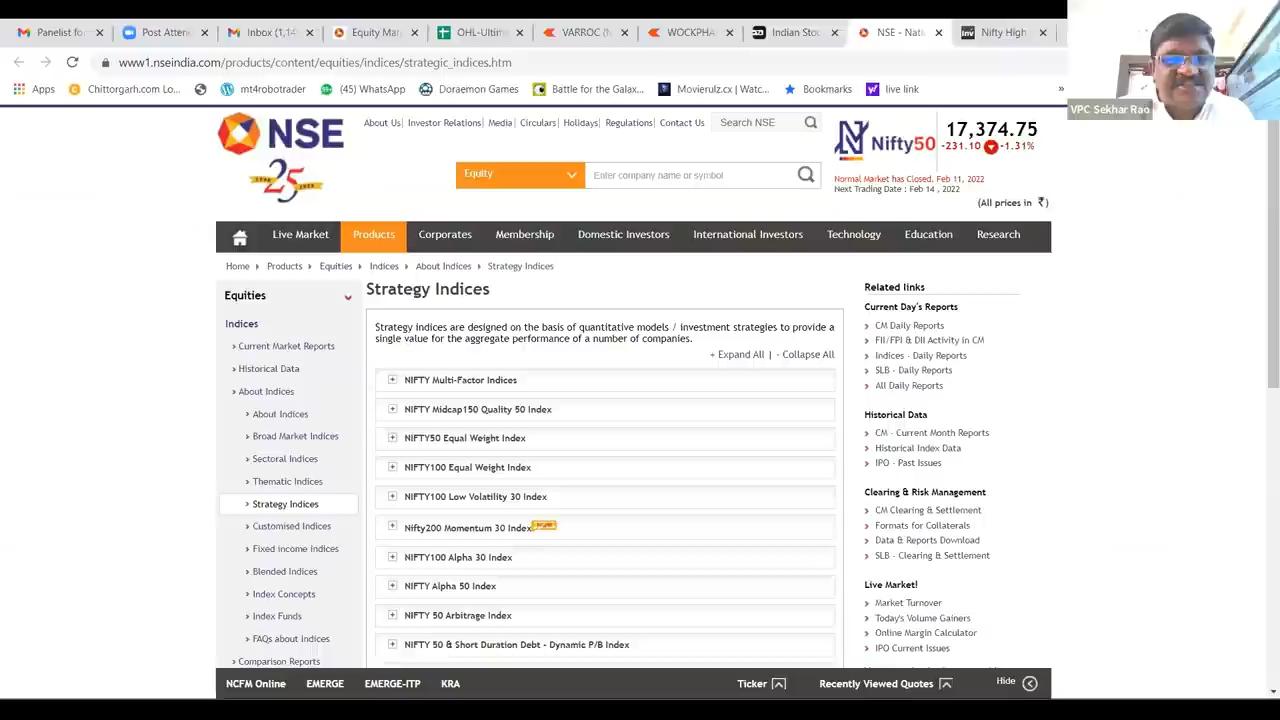 Panelist for
Post Atten
Inbox (1,1
Equity Mar
OHL-Ultim
VARROC (N
WOCKPHA
Indian Stoc
NSE - Nati
Nifty High
www1.nseindia.com/products/content/equities/indices/strategic_indices.htm
Apps
Chittorgarh.com Lo...
mt4robotrader
(45) WhatsApp
Doraemon Games
Battle for the Galax...
Movierulz.cx | Watc...
Bookmarks
live link
»
VPC Sekhar Rao
NSE
25
About Us| Investor Relations| Media| Circulars| Holidays| Regulations| Contact Us
Search NSE
Equity
Enter company name or symbol
Nifty50
17,374.75
-231.10 -1.31%
Normal Market has Closed. Feb 11, 2022
Next Trading Date : Feb 14 , 2022
(All prices in ₹)
Live Market
Products
Corporates
Membership
Domestic Investors
International Investors
Technology
Education
Research
Home Products Equities Indices About Indices Strategy Indices
Equities
Indices
Current Market Reports
Historical Data
About Indices
About Indices
Broad Market Indices
Sectoral Indices
Thematic Indices
Strategy Indices
Customised Indices
Fixed income Indices
Blended Indices
Index Concepts
Index Funds
FAQs about Indices
Comparison Reports
Strategy Indices
Strategy indices are designed on the basis of quantitative models / investment strategies to provide a
single value for the aggregate performance of a number of companies.
+ Expand All | - Collapse All
NIFTY Multi-Factor Indices
NIFTY Midcap150 Quality 50 Index
NIFTY50 Equal Weight Index
NIFTY100 Equal Weight Index
NIFTY100 Low Volatility 30 Index
Nifty200 Momentum 30 Index
NIFTY100 Alpha 30 Index
NIFTY Alpha 50 Index
NIFTY 50 Arbitrage Index
NIFTY 50 & Short Duration Debt - Dynamic P/B Index
Related links
Current Day's Reports
CM Daily Reports
FII/FPI & DII Activity in CM
Indices - Daily Reports
SLB - Daily Reports
All Daily Reports
Historical Data
CM - Current Month Reports
Historical Index Data
IPO - Past Issues
Clearing & Risk Management
CM Clearing & Settlement
Formats for Collaterals
Data & Reports Download
SLB - Clearing & Settlement
Live Market!
Market Turnover
Today's Volume Gainers
Online Margin Calculator
IPO Current Issues
NCFM Online
EMERGE
EMERGE-ITP
KRA
Ticker
Recently Viewed Quotes
Hide